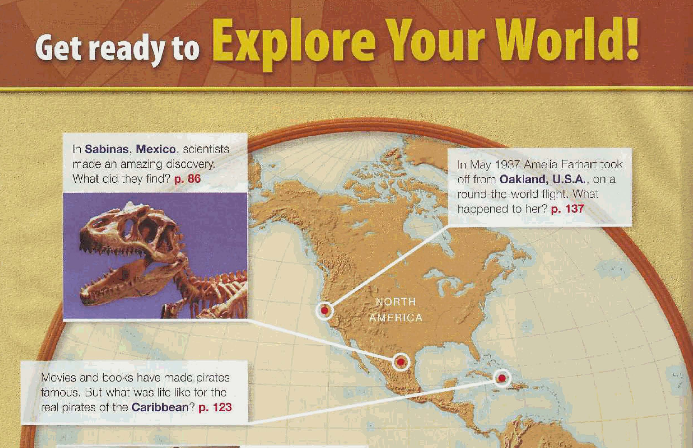 Get ready to Explore Your World!
In Sabinas, Mexico, scientists
made an amazing discovery.
What did they find? p. 86
In May 1937 Amelia Earhart took
off from Oakland, U.S.A., on a
round-the-world flight. What
happened to her? p. 137
NORTH
AMERICA
Movies and books have made pirates
famous. But what was life like for the
real pirates of the Caribbean? p. 123